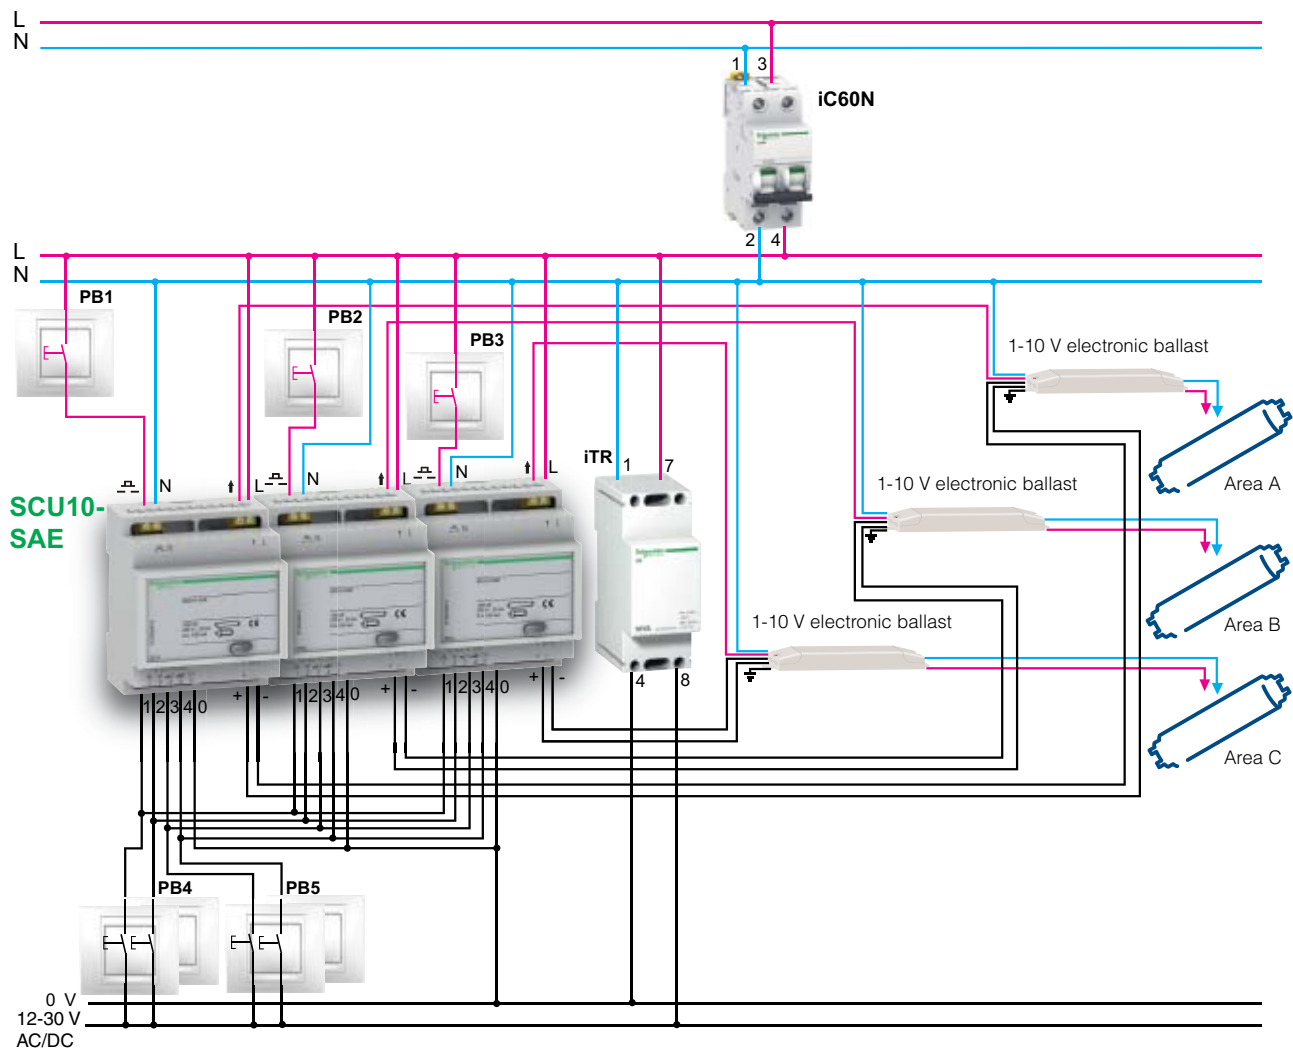 L
N
1 3
iC60N
2 4
L
N
PB1
PB2
PB3
1-10 V electronic ballast
N
L
N
L
N
L
iTR 1 7
SCU10-
SAE
1-10 V electronic ballast
Area A
1-10 V electronic ballast
Area B
4 8
1 2 3 4 0 + -
1 2 3 4 0 + -
1 2 3 4 0 + -
Area C
PB4
PB5
0 V
12-30 V
AC/DC